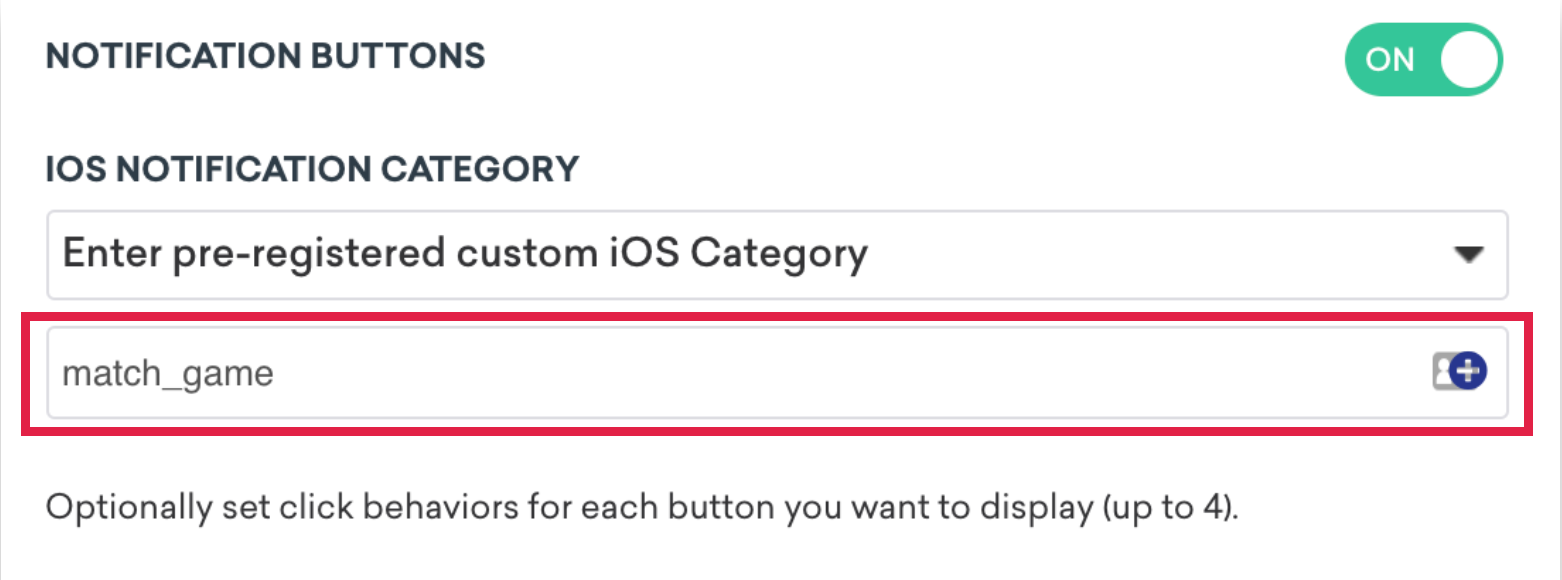 NOTIFICATION BUTTONS
ON
IOS NOTIFICATION CATEGORY
Enter pre-registered custom iOS Category
match_game
Optionally set click behaviors for each button you want to display (up to 4).